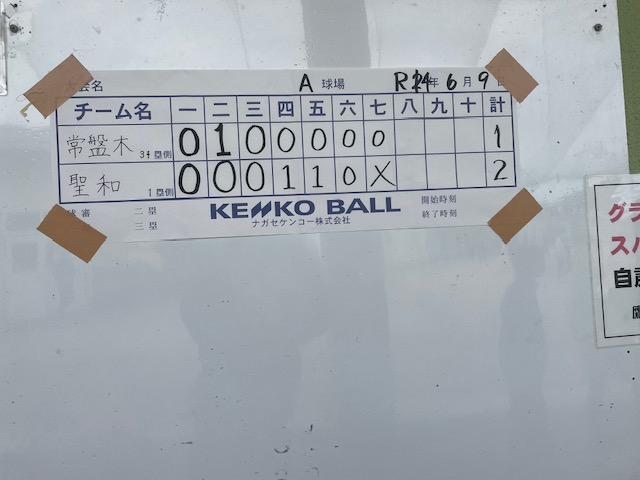 大会名 A 球場 R 年 6 月 9 日
チーム名 一 二 三 四 五 六 七 八 九 十 計
常盤木 3塁側 0 1 0 0 0 0 0 1
聖和 1塁側 0 0 0 1 1 0 X 2
球審 二塁 開始時刻
三塁 終了時刻
KENKO BALL
ナガセケンコー株式会社
グラ
スパ
自